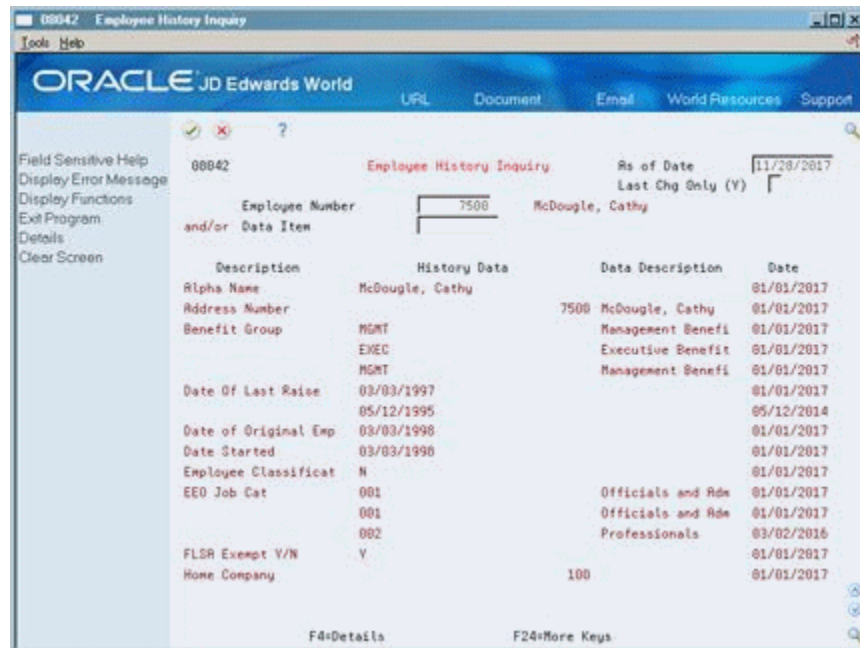 08042 Employee History Inquiry
Tools Help
ORACLE JD Edwards World
URL Document Email World Resources Support
?
Field Sensitive Help
Display Error Message
Display Functions
Exit Program
Details
Clear Screen
08042 Employee History Inquiry As of Date 11/28/2017
Last Chg Only (Y)
Employee Number 7500 McDougle, Cathy
and/or Data Item
Description History Data Data Description Date
Alpha Name McDougle, Cathy 01/01/2017
Address Number 7500 McDougle, Cathy 01/01/2017
Benefit Group MGMT Management Benefi 01/01/2017
EXEC Executive Benefit 01/01/2017
MGMT Management Benefi 01/01/2017
Date Of Last Raise 03/03/1997 01/01/2017
05/12/1995 05/12/2014
Date of Original Emp 03/03/1998 01/01/2017
Date Started 03/03/1998 01/01/2017
Employee Classificat N 01/01/2017
EEO Job Cat 001 Officials and Adm 01/01/2017
001 Officials and Adm 01/01/2017
002 Professionals 03/02/2016
FLSA Exempt Y/N Y 01/01/2017
Home Company 100 01/01/2017
F4=Details F24=More Keys